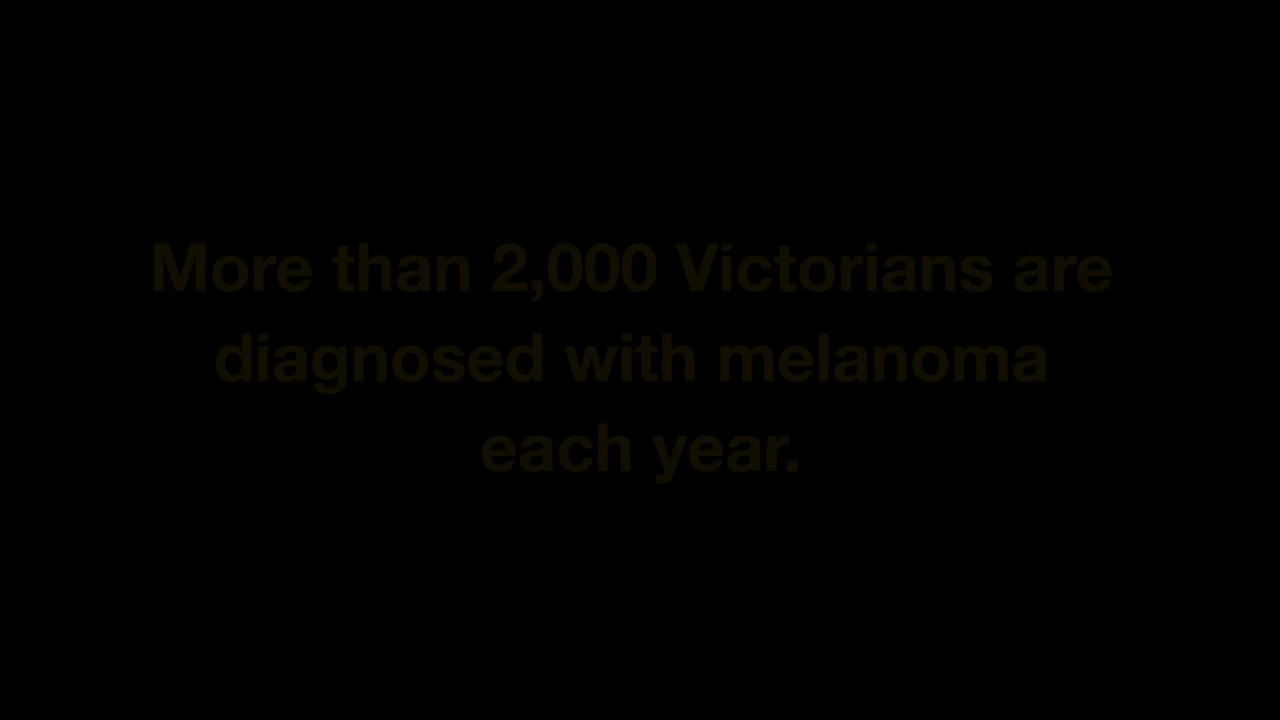 More than 2,000 Victorians are
diagnosed with melanoma
each year.